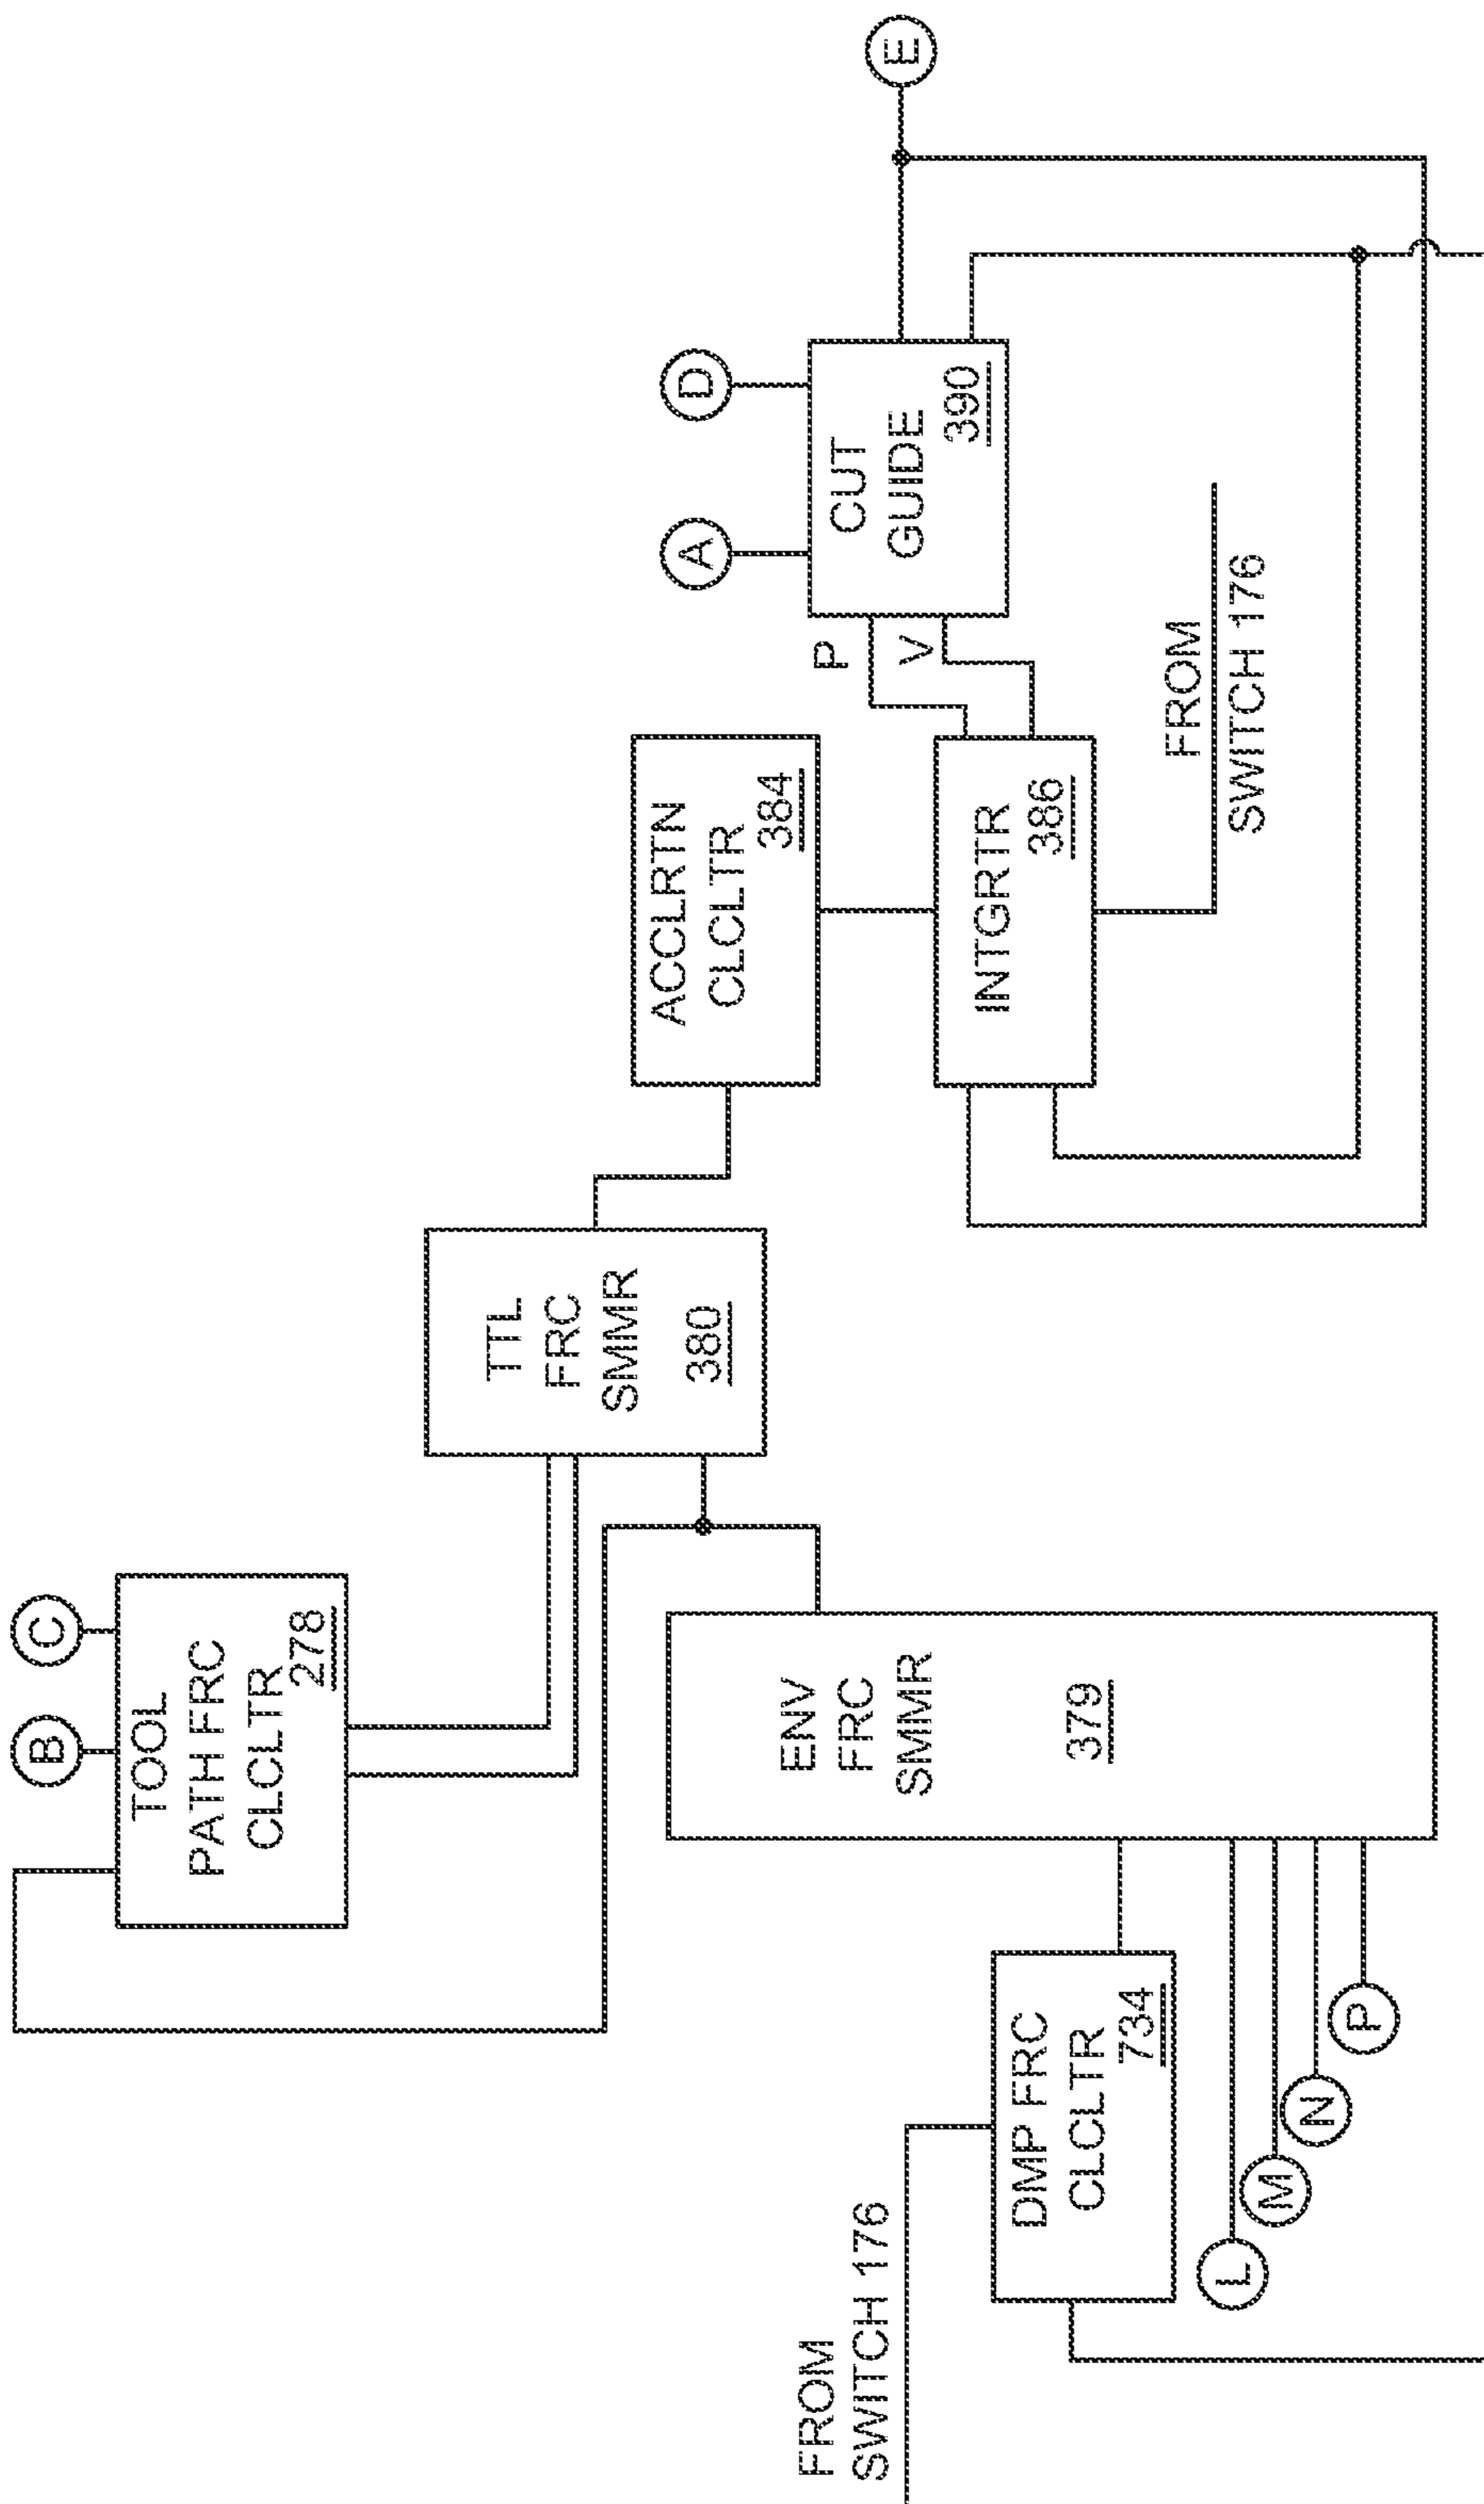 B
C
TOOL
PATH FRC
CLCLTR
278
TTL
FRC
SMMR
380
ACCLRTN
CLCLTR
384
A
D
CUT
GUIDE
390
E
P
V
INTGRTR
386
FROM
SWITCH 176
ENV
FRC
SMMR
379
FROM
SWITCH 176
DMP FRC
CLCLTR
734
L
M
N
P